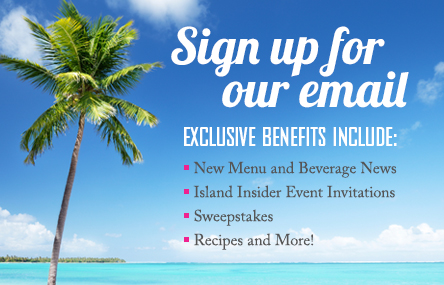 Sign up for
our email
EXCLUSIVE BENEFITS INCLUDE:
New Menu and Beverage News
Island Insider Event Invitations
Sweepstakes
Recipes and More!